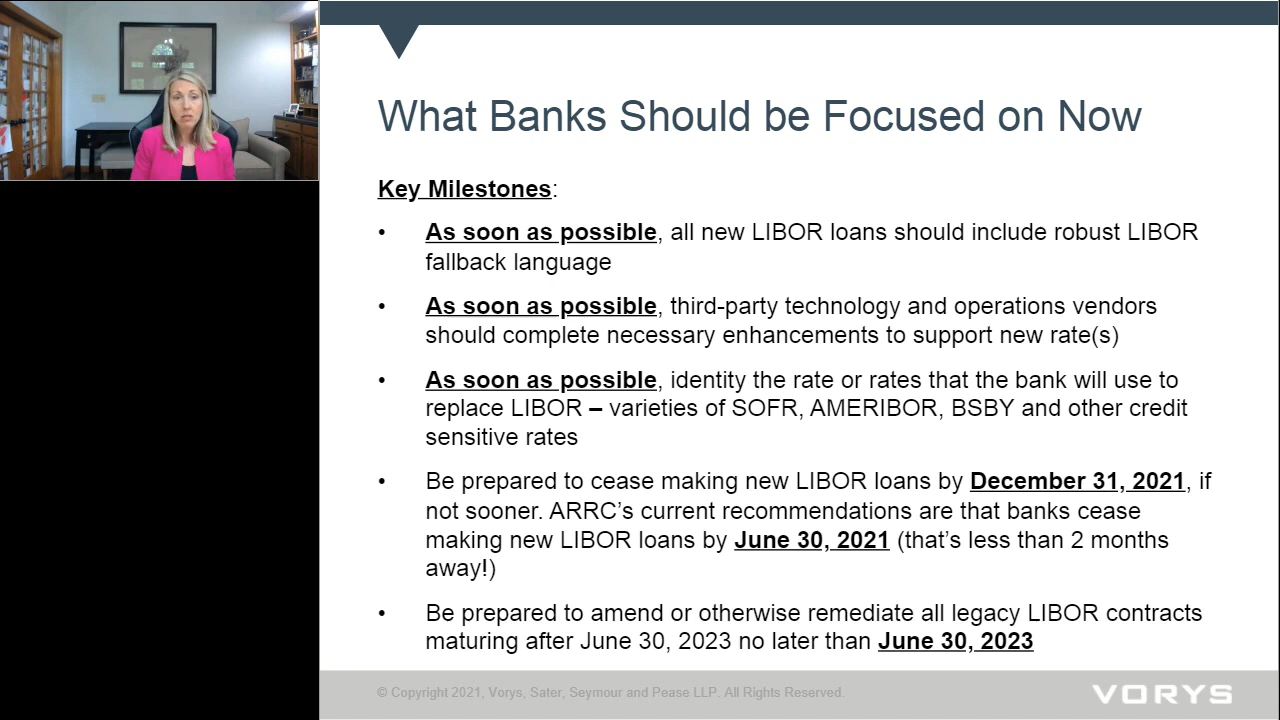 What Banks Should be Focused on Now
Key Milestones:
• As soon as possible, all new LIBOR loans should include robust LIBOR
fallback language
• As soon as possible, third-party technology and operations vendors
should complete necessary enhancements to support new rate(s)
• As soon as possible, identity the rate or rates that the bank will use to
replace LIBOR – varieties of SOFR, AMERIBOR, BSBY and other credit
sensitive rates
• Be prepared to cease making new LIBOR loans by December 31, 2021, if
not sooner. ARRC’s current recommendations are that banks cease
making new LIBOR loans by June 30, 2021 (that’s less than 2 months
away!)
• Be prepared to amend or otherwise remediate all legacy LIBOR contracts
maturing after June 30, 2023 no later than June 30, 2023
© Copyright 2021, Vorys, Sater, Seymour and Pease LLP. All Rights Reserved.
VORYS